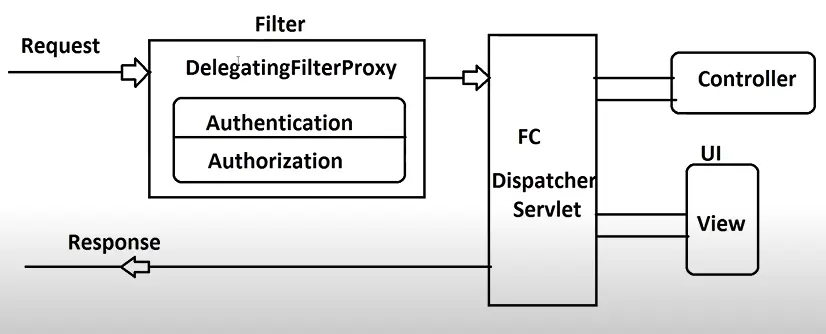 Filter
Request
DelegatingFilterProxy
Authentication
Authorization
FC
Dispatcher
Servlet
Controller
UI
View
Response